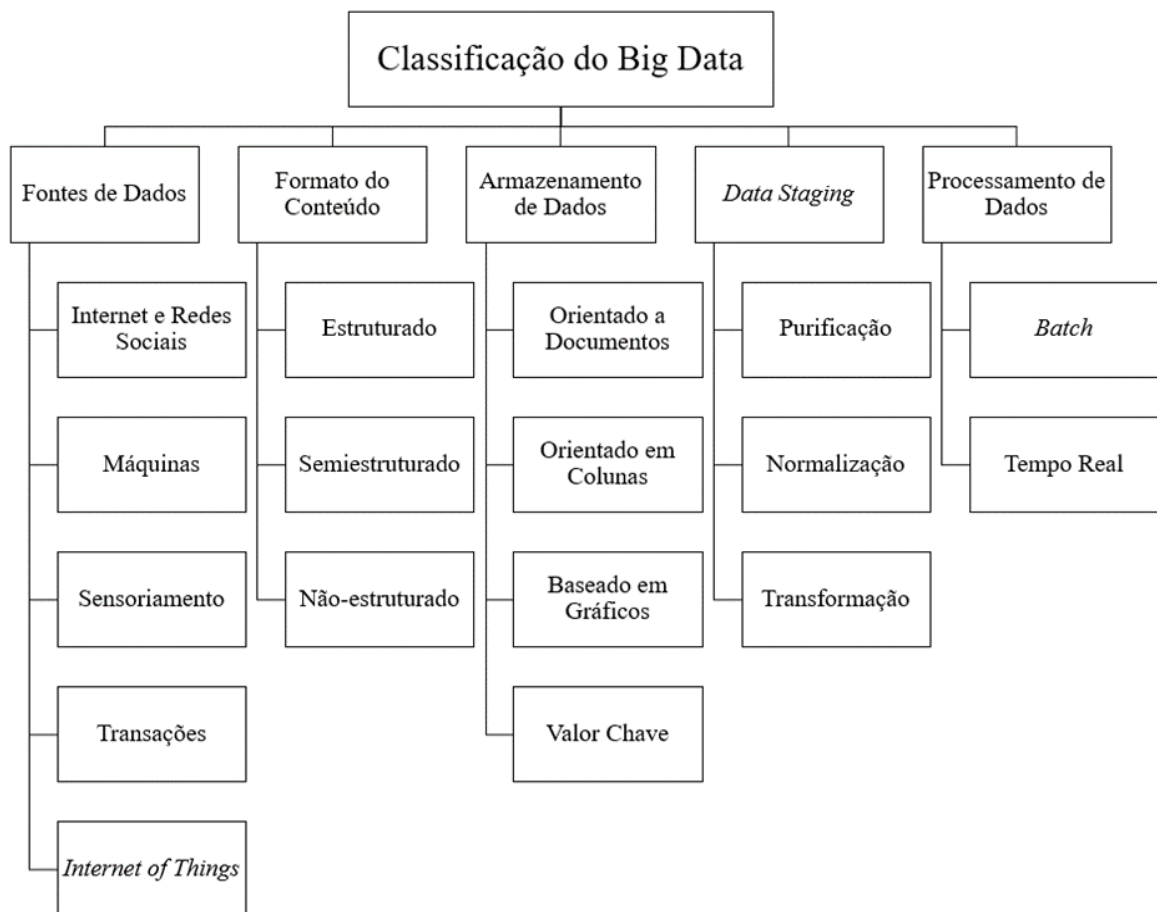 Classificação do Big Data
Fontes de Dados
Formato do
Conteúdo
Armazenamento
de Dados
Data Staging
Processamento de
Dados
Internet e Redes
Sociais
Máquinas
Sensoriamento
Transações
Internet of Things
Estruturado
Semiestruturado
Não-estruturado
Orientado a
Documentos
Orientado em
Colunas
Baseado em
Gráficos
Valor Chave
Purificação
Normalização
Transformação
Batch
Tempo Real